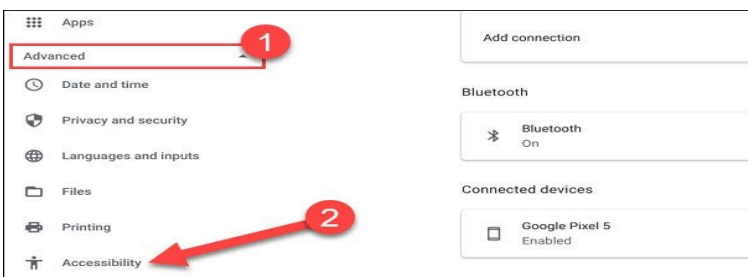 Apps
Advanced
1
Date and time
Privacy and security
Languages and inputs
Files
Printing
2
Accessibility
Add connection
Bluetooth
Bluetooth
On
Connected devices
Google Pixel 5
Enabled